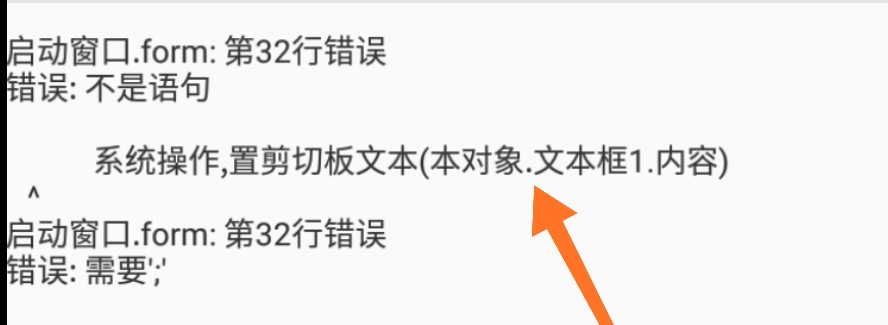 启动窗口.form: 第32行错误
错误: 不是语句
系统操作,置剪切板文本(本对象.文本框1.内容)
^
启动窗口.form: 第32行错误
错误: 需要';'